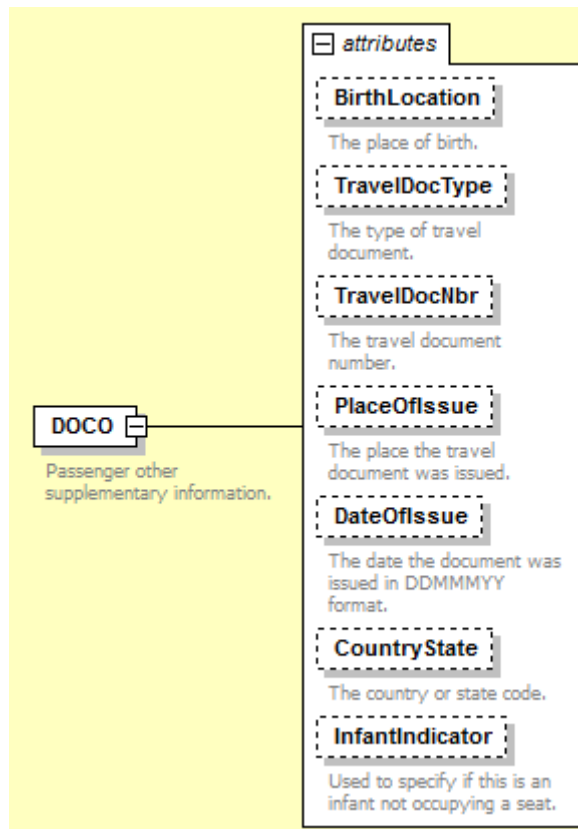 attributes
BirthLocation
The place of birth.
TravelDocType
The type of travel
document.
TravelDocNbr
The travel document
number.
PlaceOfIssue
The place the travel
document was issued.
DOCO
Passenger other
supplementary information.
DateOfIssue
The date the document was
issued in DDMMMYY
format.
CountryState
The country or state code.
InfantIndicator
Used to specify if this is an
infant not occupying a seat.